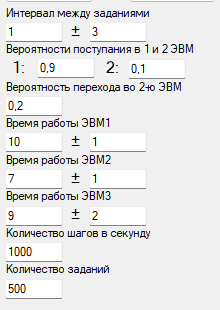 Интервал между заданиями
1 ± 3
Вероятности поступания в 1 и 2 ЭВМ
1: 0,9 2: 0,1
Вероятность перехода во 2-ю ЭВМ
0,2
Время работы ЭВМ1
10 ± 1
Время работы ЭВМ2
7 ± 1
Время работы ЭВМ3
9 ± 2
Количество шагов в секунду
1000
Количество заданий
500